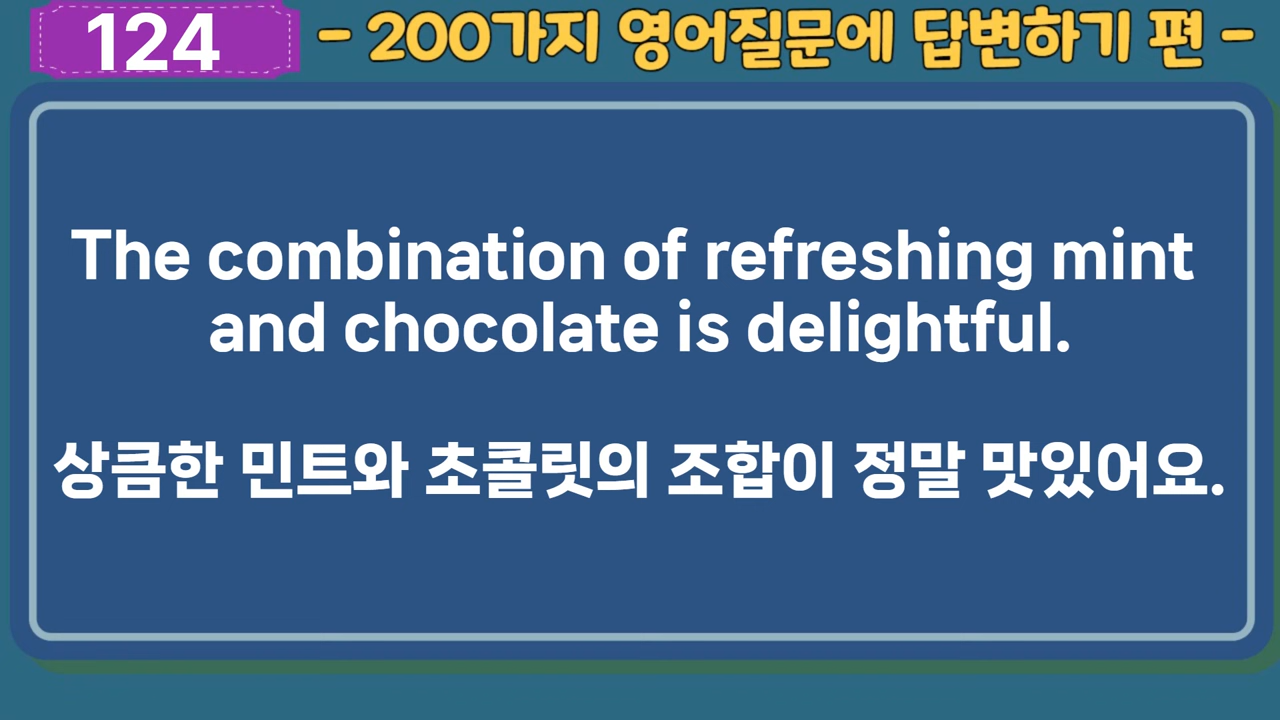 124
- 200가지 영어질문에 답변하기 편 -
The combination of refreshing mint
and chocolate is delightful.
상큼한 민트와 초콜릿의 조합이 정말 맛있어요.